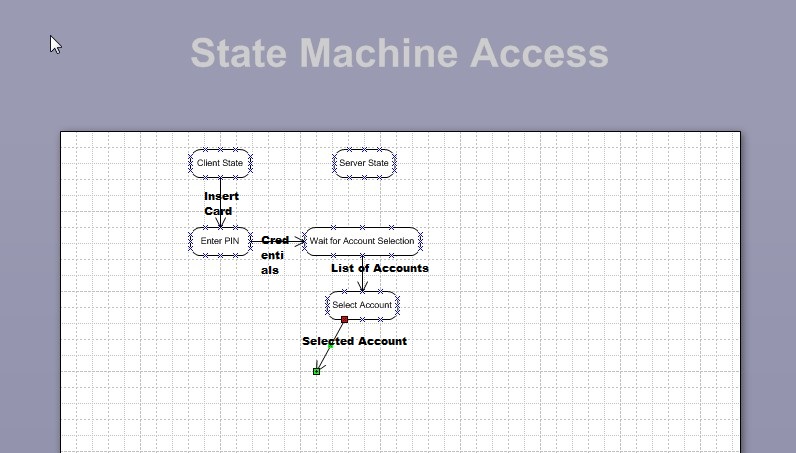 State Machine Access
Client State
Server State
Insert
Card
Enter PIN
Cred
enti
als
Wait for Account Selection
List of Accounts
Select Account
Selected Account